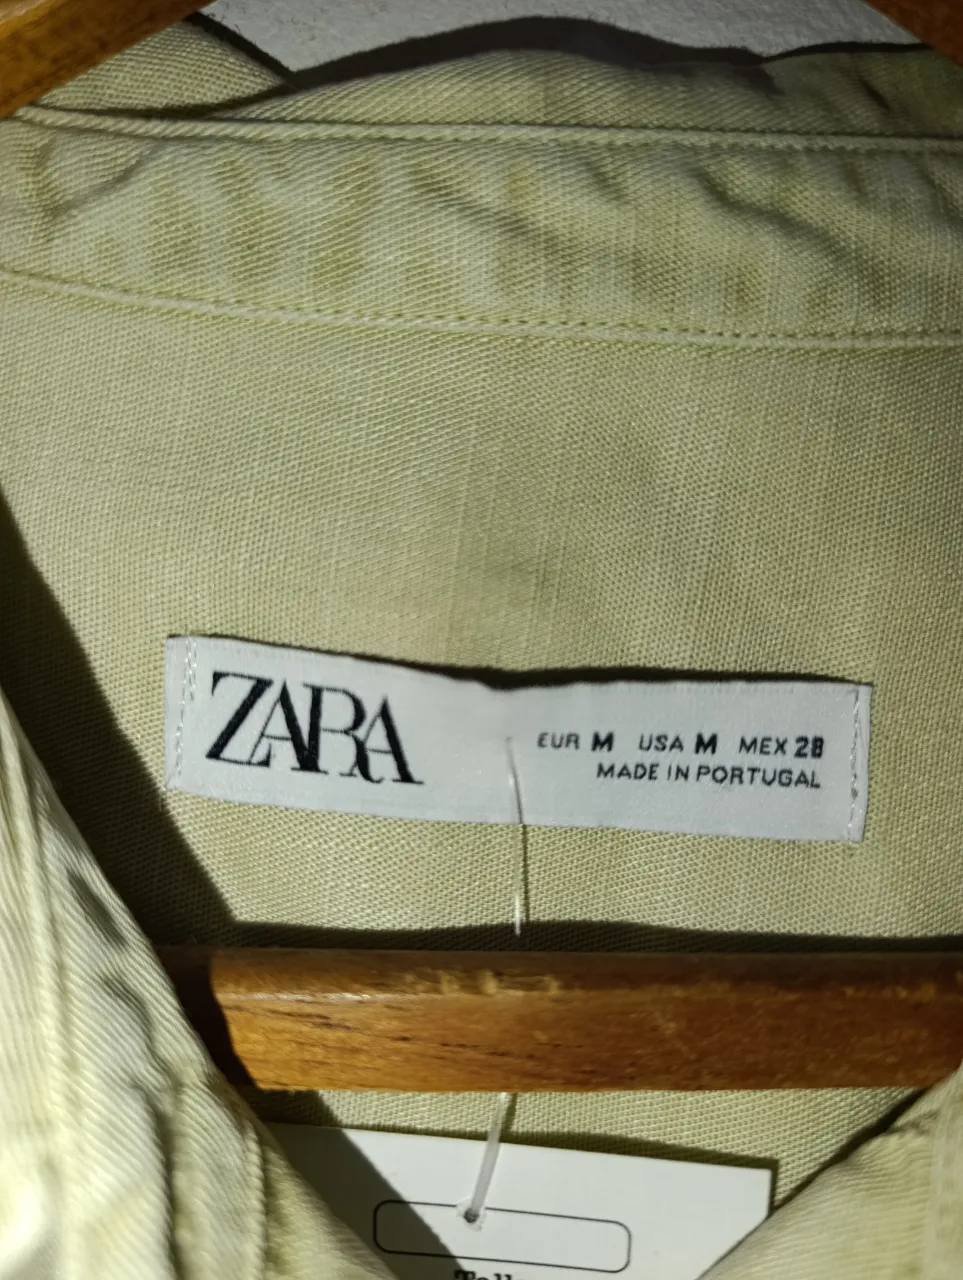 ZARA
EUR M USA M MEX 28
MADE IN PORTUGAL